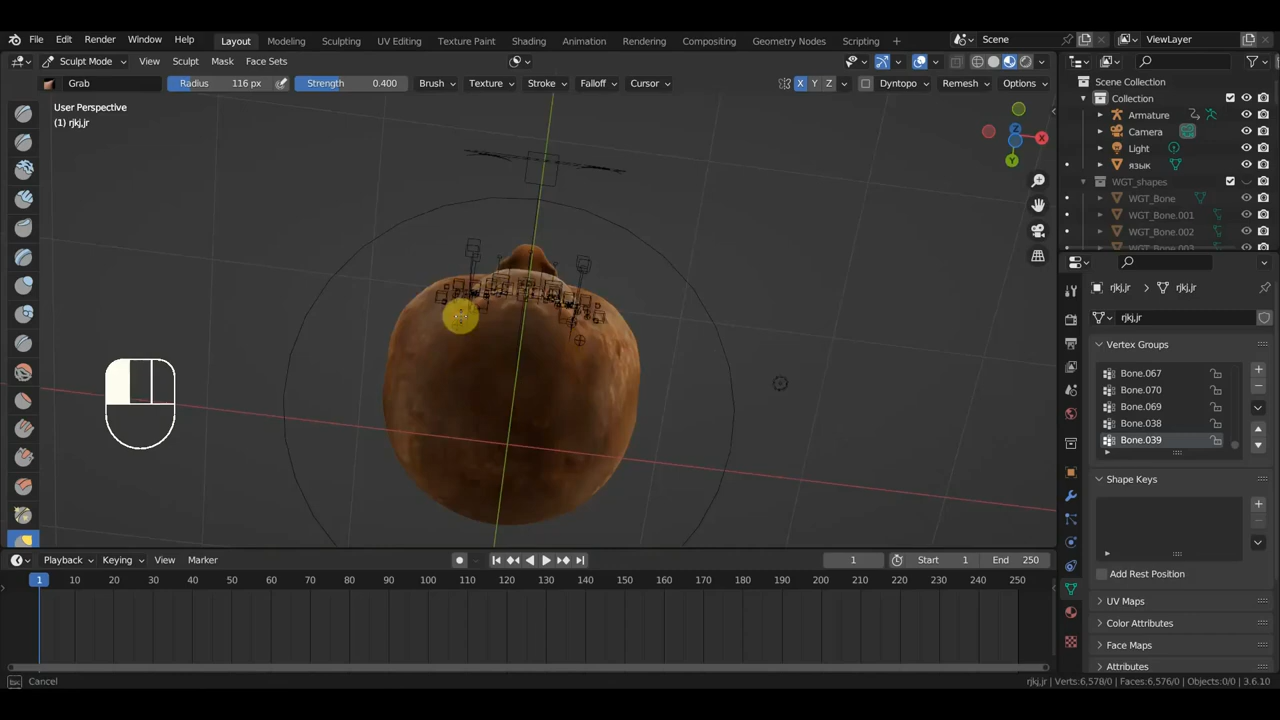 File Edit Render Window Help Layout Modeling Sculpting UV Editing Texture Paint Shading Animation Rendering Compositing Geometry Nodes Scripting + Scene ViewLayer
Sculpt Mode View Sculpt Mask Face Sets
Grab Radius 116 px Strength 0.400 Brush Texture Stroke Falloff Cursor X Y Z Dyntopo Remesh Options
User Perspective
(1) rjkj,jr
X
Y
Z
Scene Collection
Collection
Armature
Camera
Light
язык
WGT_shapes
WGT_Bone
WGT_Bone.001
WGT_Bone.002
rjkj,jr rjkj,jr
rjkj,jr
Vertex Groups
Bone.067
Bone.070
Bone.069
Bone.038
Bone.039
Shape Keys
Add Rest Position
UV Maps
Color Attributes
Face Maps
Attributes
Playback Keying View Marker 1 Start 1 End 250
1 10 20 30 40 50 60 70 80 90 100 110 120 130 140 150 160 170 180 190 200 210 220 230 240 250
Cancel
rjkj,jr | Verts:6,578/0 | Faces:6,576/0 | Objects:0/0 | 3.6.10